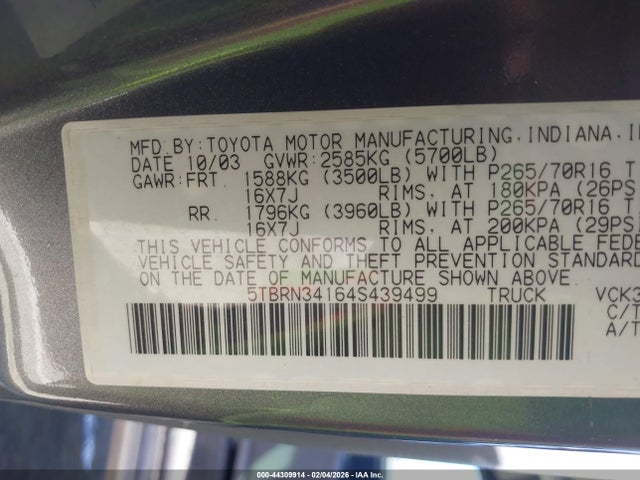 MFD.BY:TOYOTA MOTOR MANUFACTURING.INDIANA.
DATE 10/03 GVWR:2585KG (5700LB)
GAWR:FRT. 1588KG (3500LB) WITH P265/70R16
16X7J RIMS, AT 180KPA (26PS
RR. 1796KG (3960LB) WITH P265/70R16
16X7J RIMS, AT 200KPA (29PS
THIS VEHICLE CONFORMS TO ALL APPLICABLE FEDE
VEHICLE SAFETY AND THEFT PREVENTION STANDARD
ON THE DATE OF MANUFACTURE SHOWN ABOVE.
5TBRN34164S439499 TRUCK VCK3
C/T
A/T
000-44309914 - 02/04/2026 - IAA Inc.